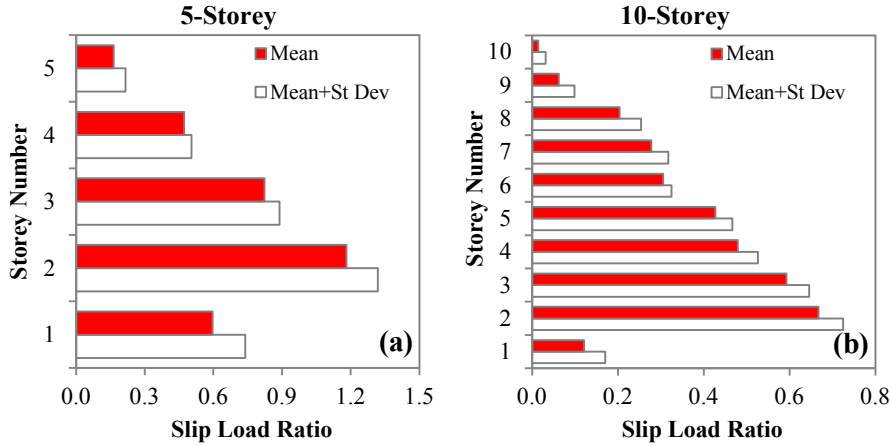 5-Storey
Storey Number
5
4
3
2
1
Mean
Mean+St Dev
(a)
0.0 0.3 0.6 0.9 1.2 1.5
Slip Load Ratio
10-Storey
Storey Number
10
9
8
7
6
5
4
3
2
1
Mean
Mean+St Dev
(b)
0.0 0.2 0.4 0.6 0.8
Slip Load Ratio